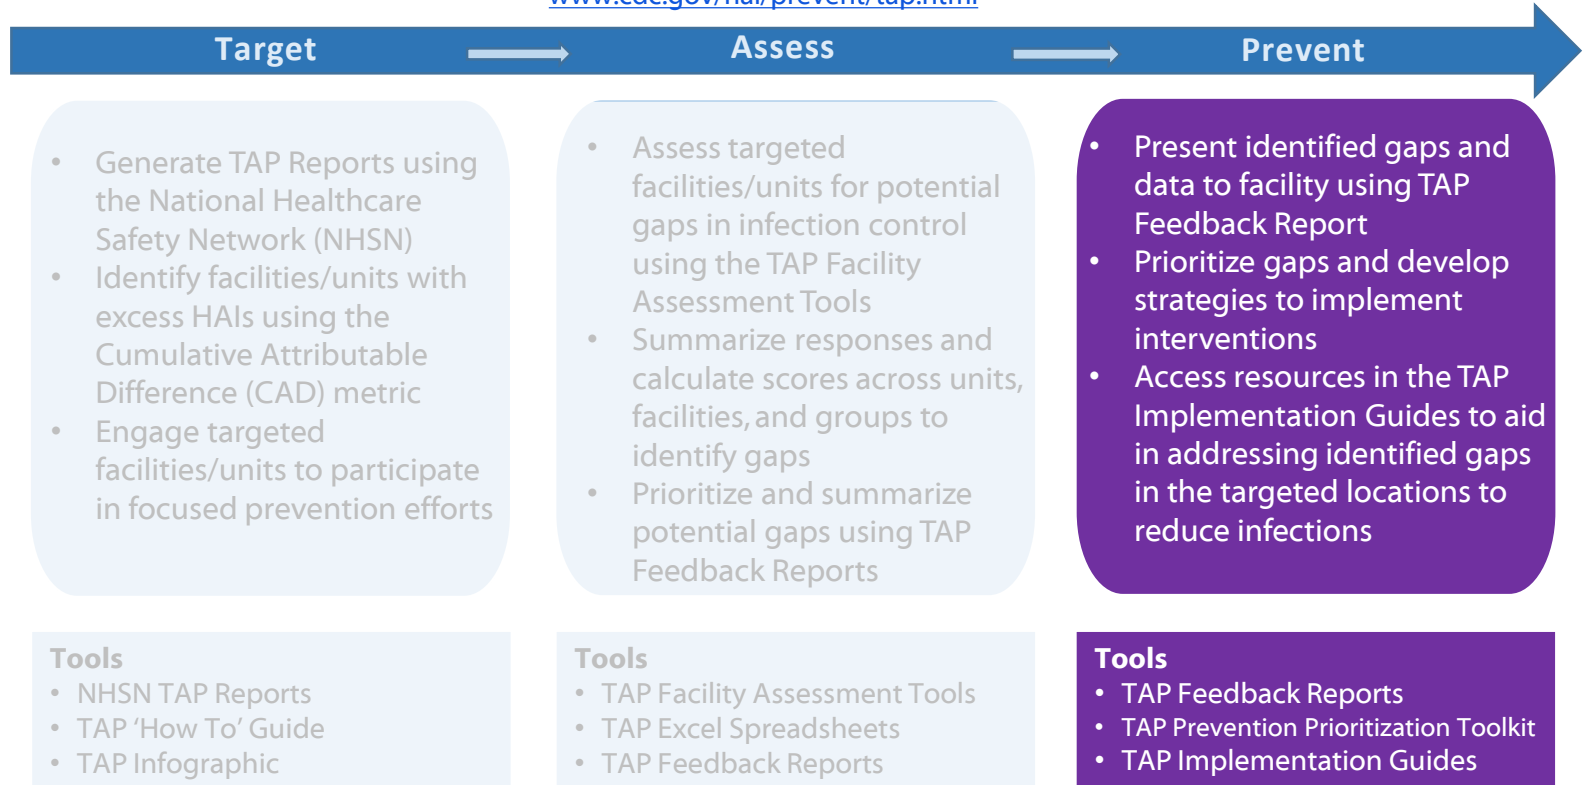 www.cdc.gov/hai/prevent/tap.html
Target
Assess
Prevent
• Generate TAP Reports using
the National Healthcare
Safety Network (NHSN)
• Identify facilities/units with
excess HAIs using the
Cumulative Attributable
Difference (CAD) metric
• Engage targeted
facilities/units to participate
in focused prevention efforts
• Assess targeted
facilities/units for potential
gaps in infection control
using the TAP Facility
Assessment Tools
• Summarize responses and
calculate scores across units,
facilities, and groups to
identify gaps
• Prioritize and summarize
potential gaps using TAP
Feedback Reports
• Present identified gaps and
data to facility using TAP
Feedback Report
• Prioritize gaps and develop
strategies to implement
interventions
• Access resources in the TAP
Implementation Guides to aid
in addressing identified gaps
in the targeted locations to
reduce infections
Tools
• NHSN TAP Reports
• TAP ‘How To’ Guide
• TAP Infographic
Tools
• TAP Facility Assessment Tools
• TAP Excel Spreadsheets
• TAP Feedback Reports
Tools
• TAP Feedback Reports
• TAP Prevention Prioritization Toolkit
• TAP Implementation Guides